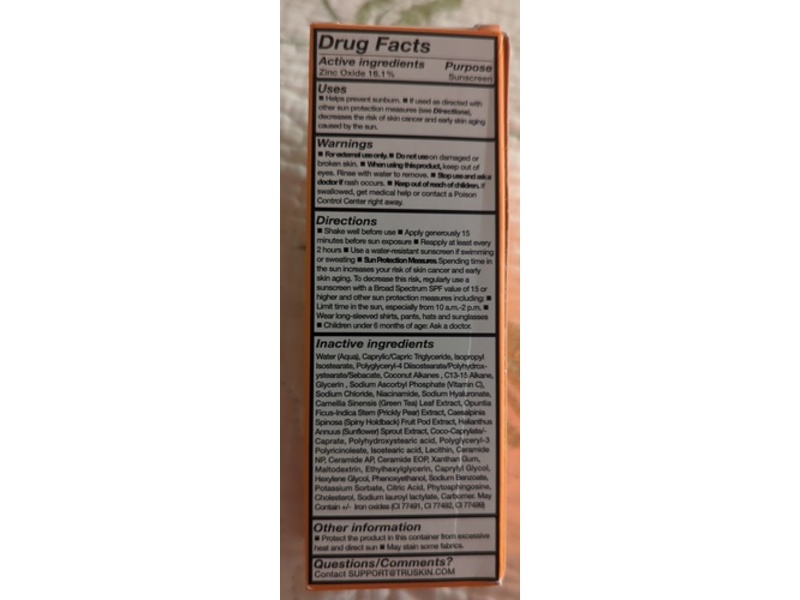 Drug Facts
Active ingredients Purpose
Zinc Oxide 16.1% Sunscreen
Uses
■ Helps prevent sunburn. ■ If used as directed with
other sun protection measures (see Directions),
decreases the risk of skin cancer and early skin aging
caused by the sun.
Warnings
■ For external use only. ■ Do not use on damaged or
broken skin. ■ When using this product, keep out of
eyes. Rinse with water to remove. ■ Stop use and ask a
doctor if rash occurs. ■ Keep out of reach of children. If
swallowed, get medical help or contact a Poison
Control Center right away.
Directions
■ Shake well before use ■ Apply generously 15
minutes before sun exposure ■ Reapply at least every
2 hours ■ Use a water-resistant sunscreen if swimming
or sweating ■ Sun Protection Measures. Spending time in
the sun increases your risk of skin cancer and early
skin aging. To decrease this risk, regularly use a
sunscreen with a Broad Spectrum SPF value of 15 or
higher and other sun protection measures including: ■
Limit time in the sun, especially from 10 a.m.-2 p.m. ■
Wear long-sleeved shirts, pants, hats and sunglasses
■ Children under 6 months of age: Ask a doctor.
Inactive ingredients
Water (Aqua), Caprylic/Capric Triglyceride, Isopropyl
Isostearate, Polyglyceryl-4 Diisostearate/Polyhydrox-
ystearate/Sebacate, Coconut Alkanes , C13-15 Alkane,
Glycerin , Sodium Ascorbyl Phosphate (Vitamin C),
Sodium Chloride, Niacinamide, Sodium Hyaluronate,
Camellia Sinensis (Green Tea) Leaf Extract, Opuntia
Ficus-Indica Stem (Prickly Pear) Extract, Caesalpinia
Spinosa (Spiny Holdback) Fruit Pod Extract, Helianthus
Annuus (Sunflower) Sprout Extract, Coco-Caprylate/-
Caprate, Polyhydroxystearic acid, Polyglyceryl-3
Polyricinoleate, Isostearic acid, Lecithin, Ceramide
NP, Ceramide AP, Ceramide EOP, Xanthan Gum,
Maltodextrin, Ethylhexylglycerin, Caprylyl Glycol,
Hexylene Glycol, Phenoxyethanol, Sodium Benzoate,
Potassium Sorbate, Citric Acid, Phytosphingosine,
Cholesterol, Sodium lauroyl lactylate, Carbomer. May
Contain +/- Iron oxides (CI 77491, CI 77492, CI 77499)
Other information
■ Protect the product in this container from excessive
heat and direct sun ■ May stain some fabrics.
Questions/Comments?
Contact SUPPORT@TRUSKIN.COM